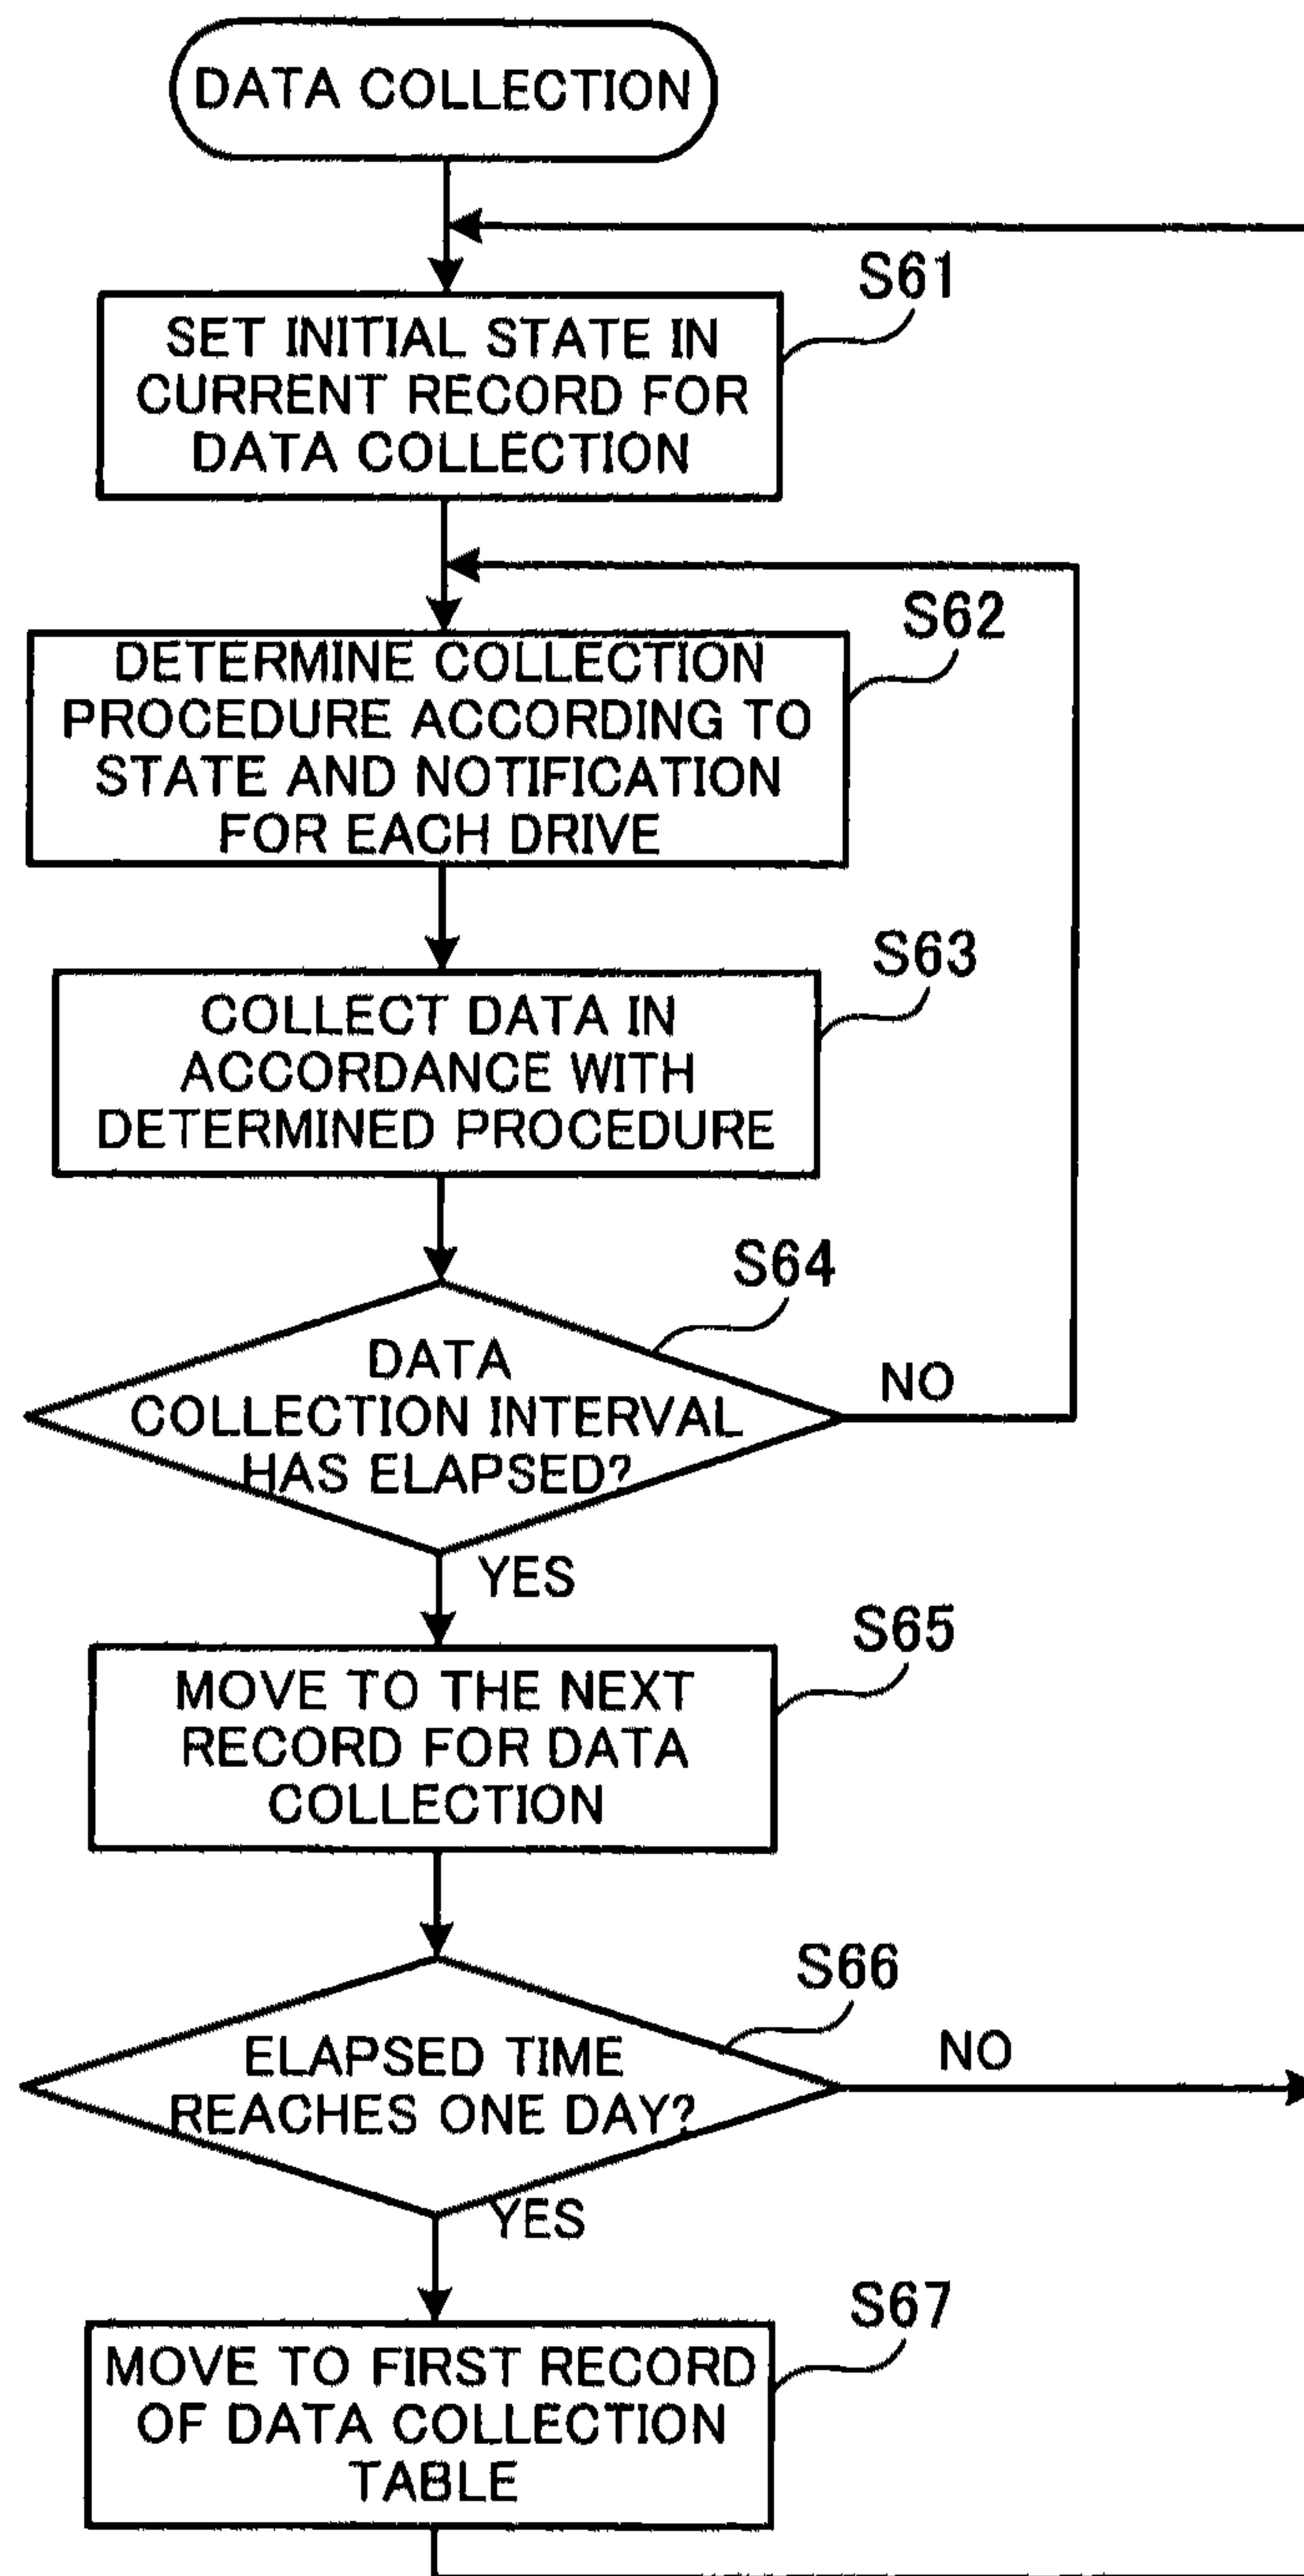 DATA COLLECTION
S61
SET INITIAL STATE IN
CURRENT RECORD FOR
DATA COLLECTION
S62
DETERMINE COLLECTION
PROCEDURE ACCORDING TO
STATE AND NOTIFICATION
FOR EACH DRIVE
S63
COLLECT DATA IN
ACCORDANCE WITH
DETERMINED PROCEDURE
S64
DATA
COLLECTION INTERVAL
HAS ELAPSED?
NO
YES
S65
MOVE TO THE NEXT
RECORD FOR DATA
COLLECTION
S66
ELAPSED TIME
REACHES ONE DAY?
NO
YES
S67
MOVE TO FIRST RECORD
OF DATA COLLECTION
TABLE